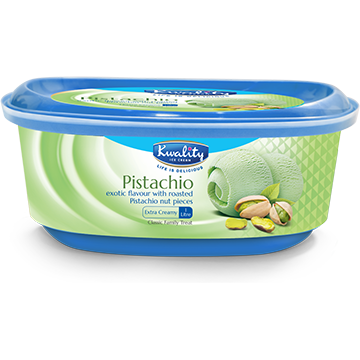 Pistachio
Kwality
ICE CREAM
LIFE IS DELICIOUS
Pistachio
exotic flavour with roasted
Pistachio nut pieces
Extra Creamy
1
Litre
Classic Family Treat